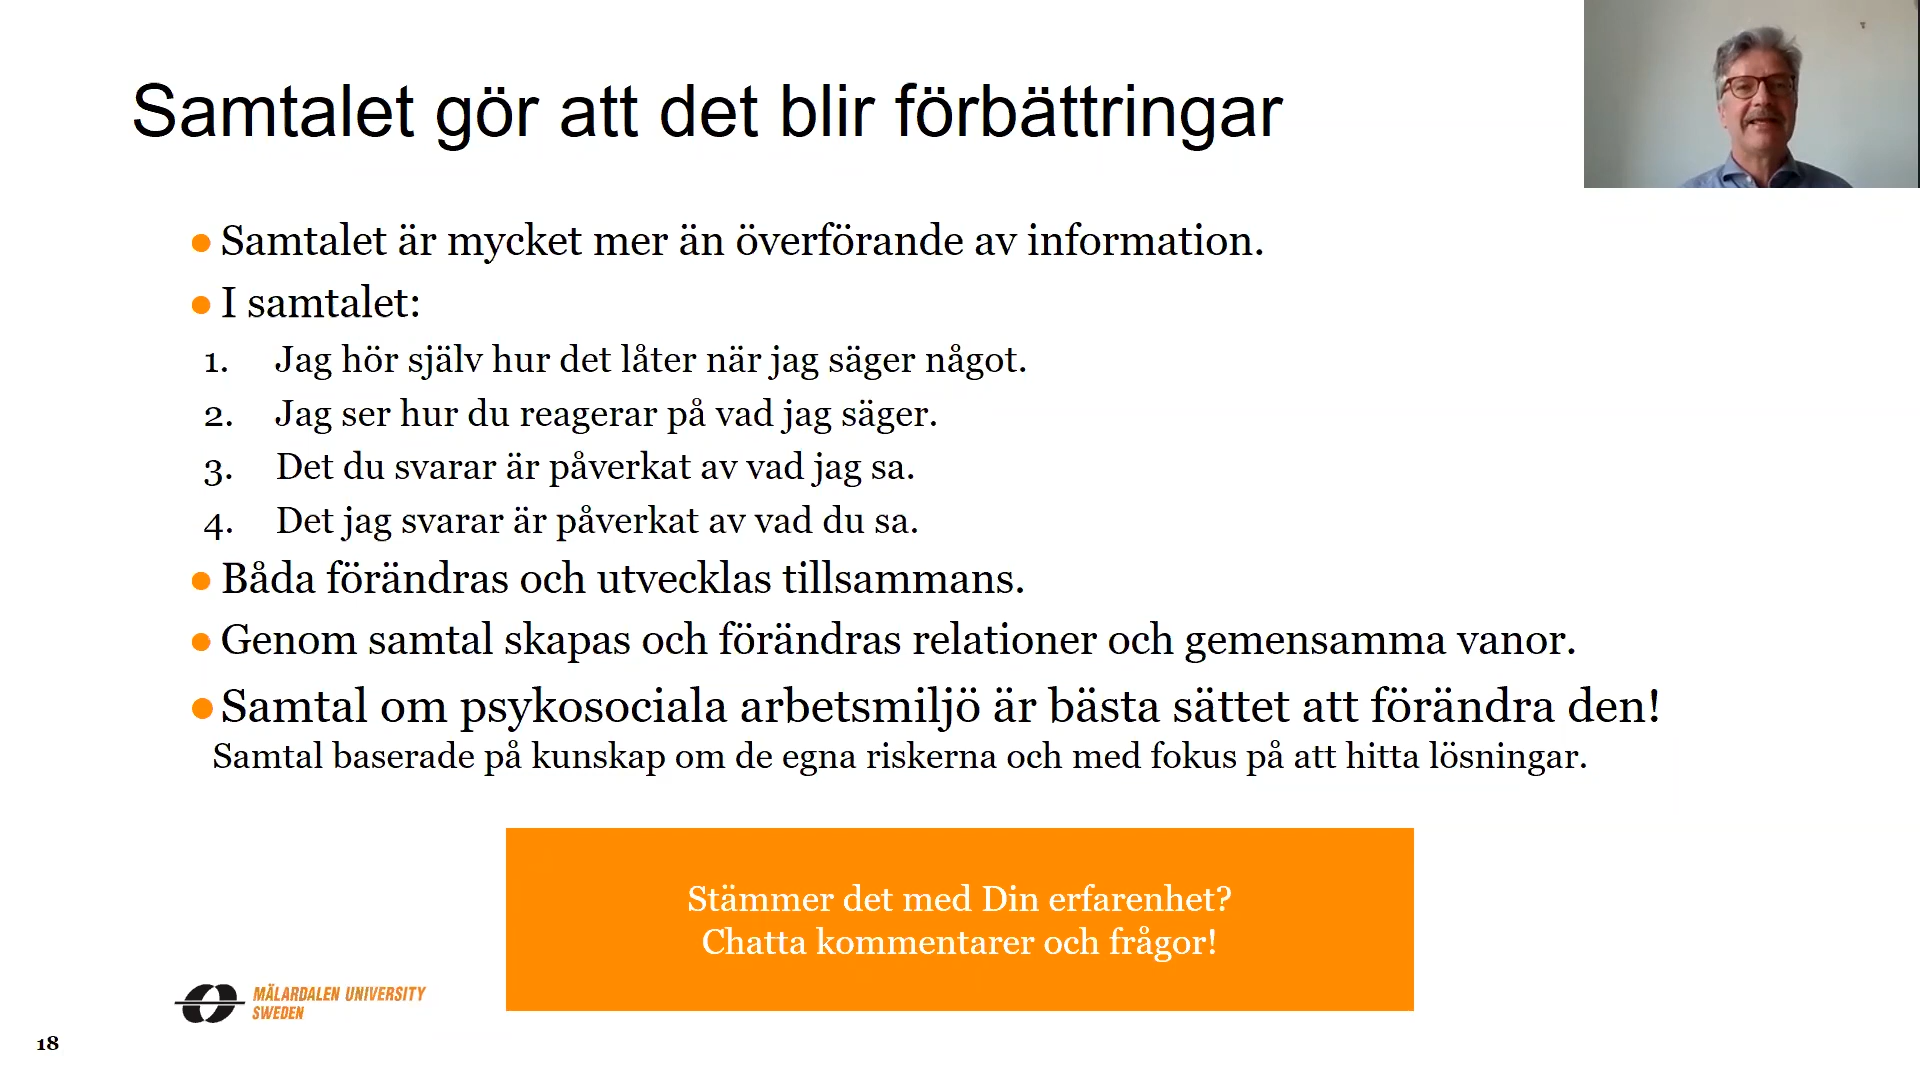 Samtalet gör att det blir förbättringar
● Samtalet är mycket mer än överförande av information.
● I samtalet:
1. Jag hör själv hur det låter när jag säger något.
2. Jag ser hur du reagerar på vad jag säger.
3. Det du svarar är påverkat av vad jag sa.
4. Det jag svarar är påverkat av vad du sa.
● Båda förändras och utvecklas tillsammans.
● Genom samtal skapas och förändras relationer och gemensamma vanor.
● Samtal om psykosociala arbetsmiljö är bästa sättet att förändra den!
Samtal baserade på kunskap om de egna riskerna och med fokus på att hitta lösningar.
Stämmer det med Din erfarenhet?
Chatta kommentarer och frågor!
MÄLARDALEN UNIVERSITY
SWEDEN
18